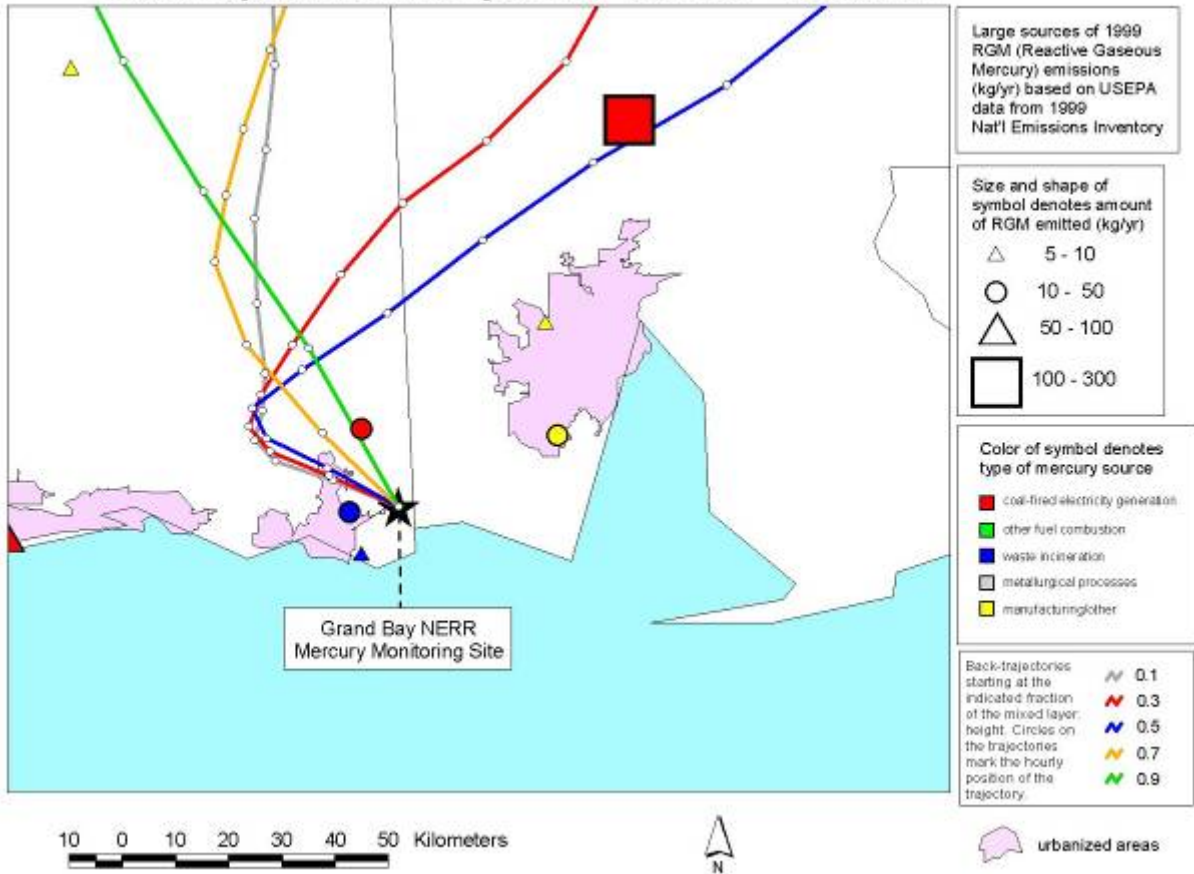 Large sources of 1999
RGM (Reactive Gaseous
Mercury) emissions
(kg/yr) based on USEPA
data from 1999
Nat'l Emissions Inventory
Size and shape of
symbol denotes amount
of RGM emitted (kg/yr)
5 - 10
10 - 50
50 - 100
100 - 300
Color of symbol denotes
type of mercury source
coal-fired electricity generation
other fuel combustion
waste incineration
metallurgical processes
manufacturing/other
Grand Bay NERR
Mercury Monitoring Site
Back-trajectories
starting at the
indicated fraction
of the mixed layer
height. Circles on
the trajectories
mark the hourly
position of the
trajectory.
0.1
0.3
0.5
0.7
0.9
10 0 10 20 30 40 50 Kilometers
N
urbanized areas